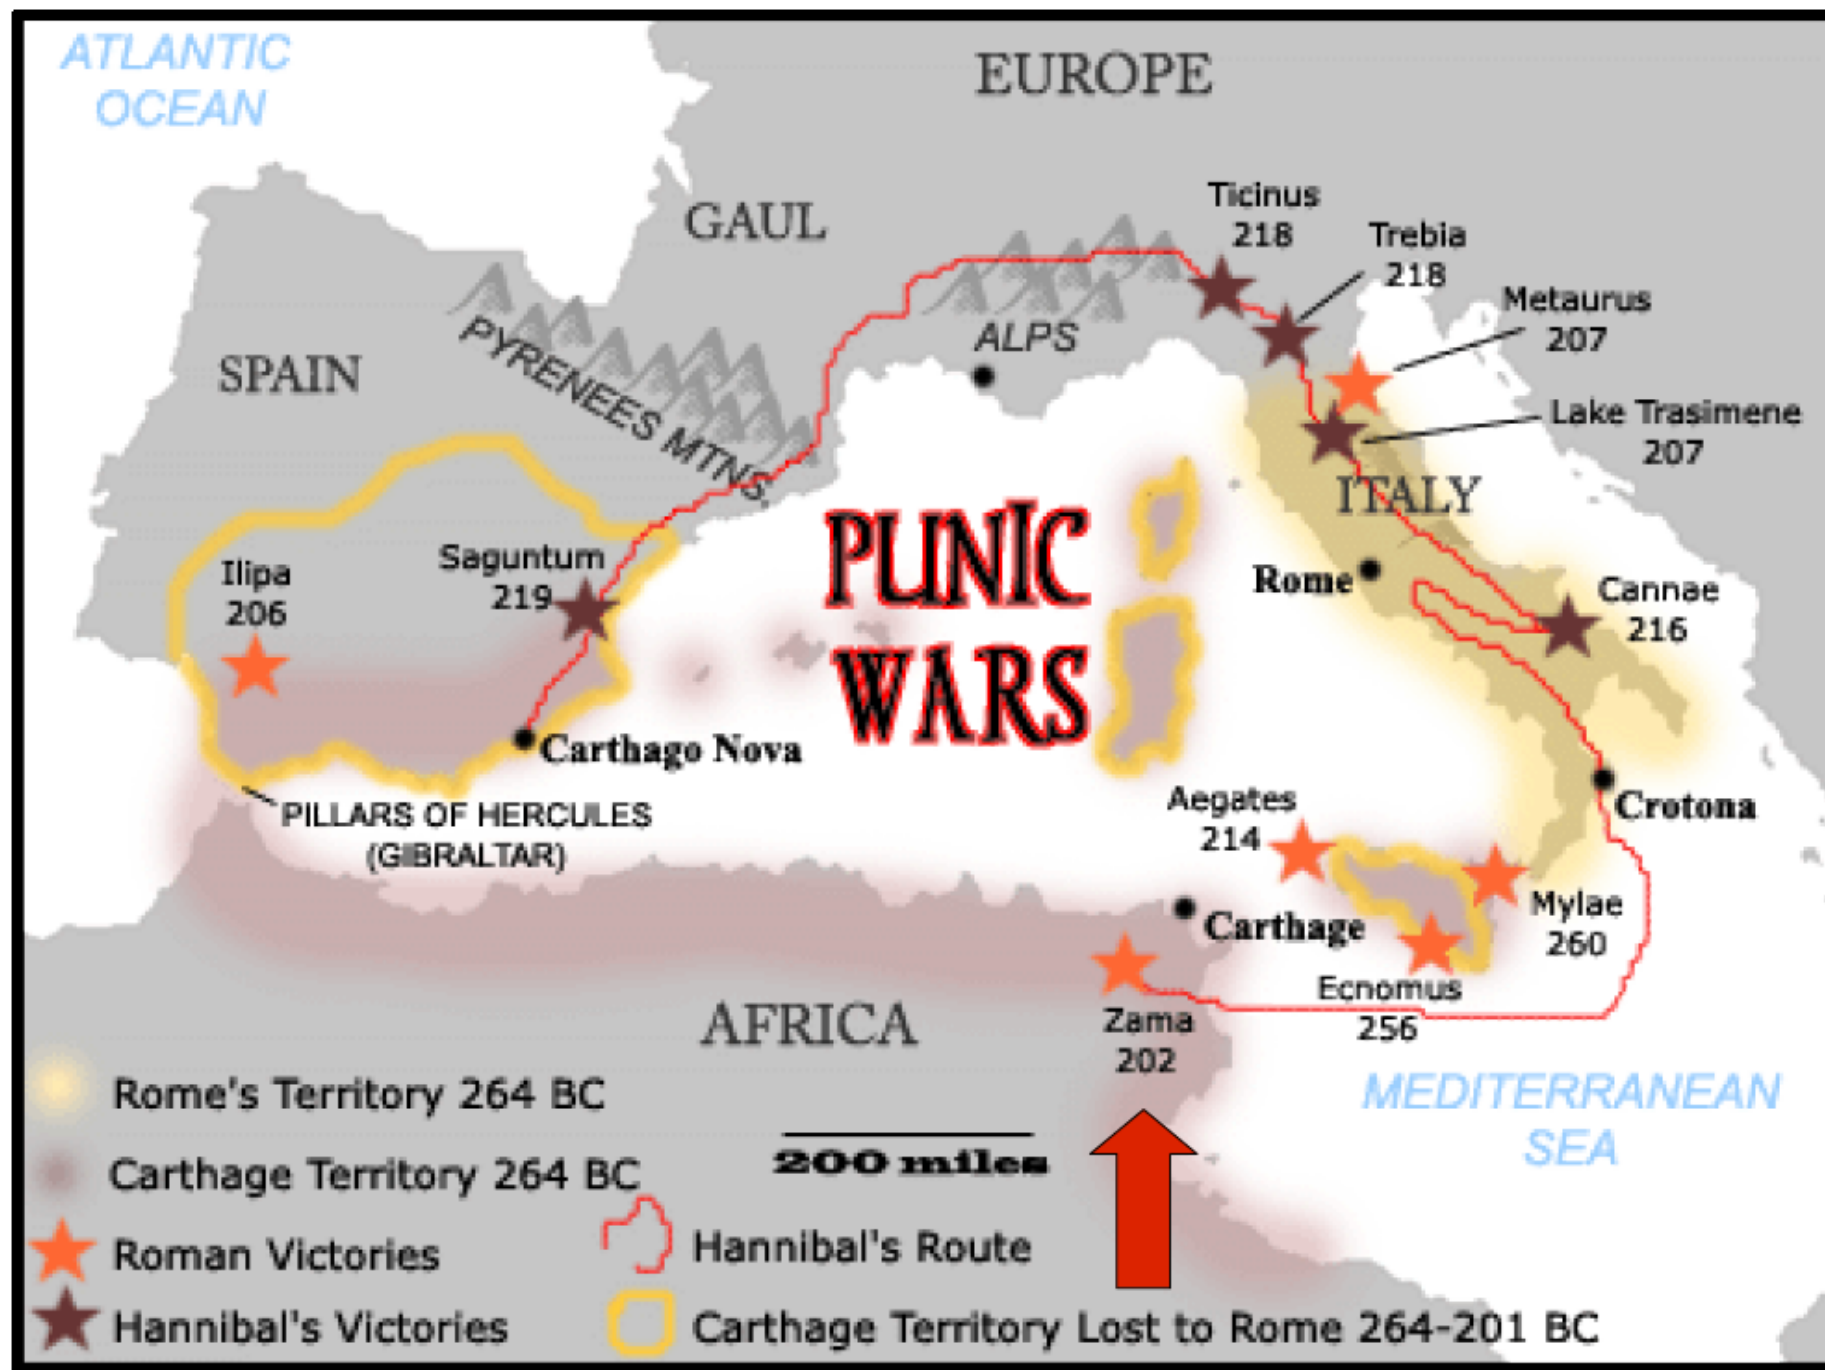 ATLANTIC
OCEAN
EUROPE
GAUL
Ticinus
218
Trebia
218
Metaurus
207
PYRENEES MTNS.
ALPS
SPAIN
Lake Trasimene
207
ITALY
PUNIC
WARS
Ilipa
206
Saguntum
219
Rome
Cannae
216
Carthago Nova
PILLARS OF HERCULES
(GIBRALTAR)
Aegates
214
Crotona
Carthage
Mylae
260
Ecnomus
256
Zama
202
AFRICA
MEDITERRANEAN
SEA
Rome's Territory 264 BC
Carthage Territory 264 BC
200 miles
Roman Victories
Hannibal's Route
Hannibal's Victories
Carthage Territory Lost to Rome 264-201 BC